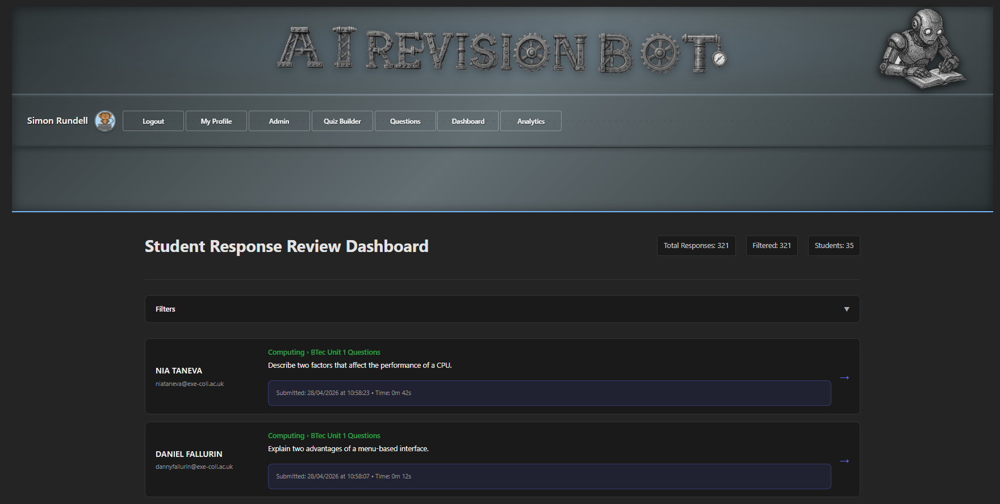 AI REVISION BOT
Simon Rundell
Logout
My Profile
Admin
Quiz Builder
Questions
Dashboard
Analytics
Student Response Review Dashboard
Total Responses: 321
Filtered: 321
Students: 35
Filters
Computing › BTec Unit 1 Questions
Describe two factors that affect the performance of a CPU.
NIA TANEVA
niataneva@exe-coll.ac.uk
Submitted: 28/04/2026 at 10:58:23 • Time: 0m 42s
Computing › BTec Unit 1 Questions
Explain two advantages of a menu-based interface.
DANIEL FALLURIN
dannyfallurin@exe-coll.ac.uk
Submitted: 28/04/2026 at 10:58:07 • Time: 0m 12s